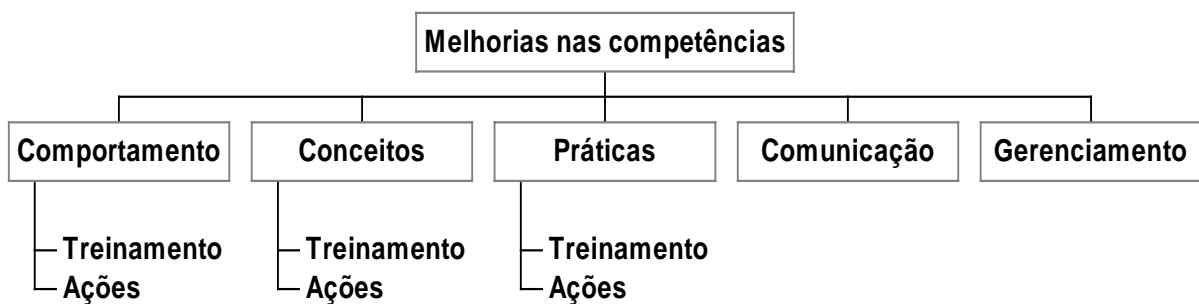 Melhorias nas competências
Comportamento
Conceitos
Práticas
Comunicação
Gerenciamento
Treinamento
Ações
Treinamento
Ações
Treinamento
Ações